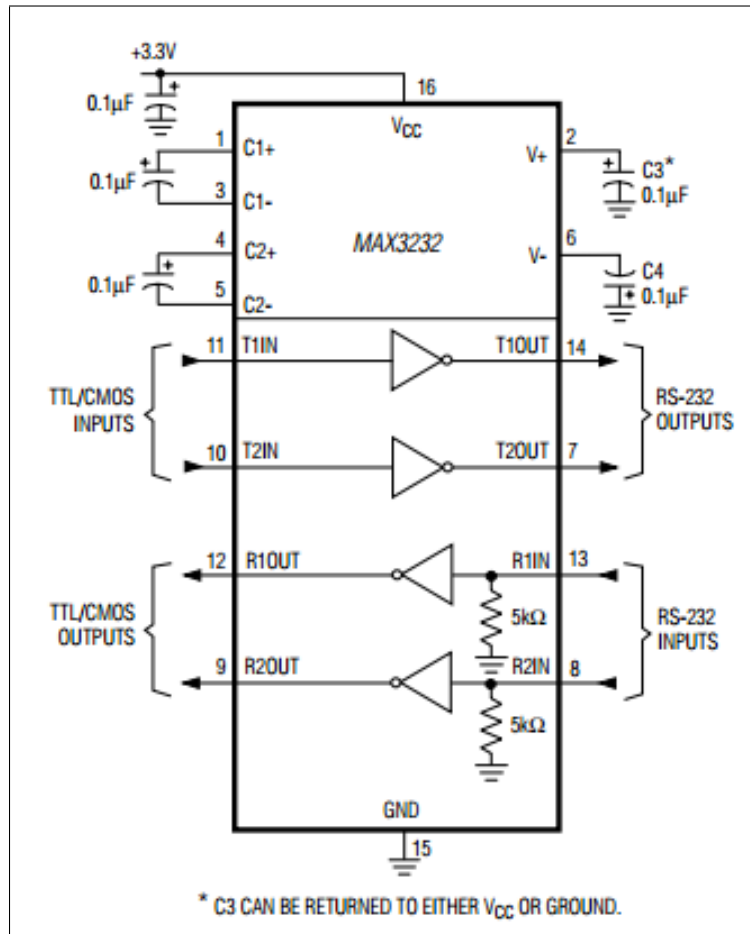 +3.3V
0.1µF
16
VCC
1
C1+
0.1µF
3
C1-
4
C2+
0.1µF
5
C2-
MAX3232
2
V+
C3*
0.1µF
6
V-
C4
0.1µF
TTL/CMOS
INPUTS
11
T1IN
T1OUT
14
10
T2IN
T2OUT
7
RS-232
OUTPUTS
TTL/CMOS
OUTPUTS
12
R1OUT
R1IN
13
5kΩ
9
R2OUT
R2IN
8
5kΩ
RS-232
INPUTS
GND
15
* C3 CAN BE RETURNED TO EITHER VCC OR GROUND.